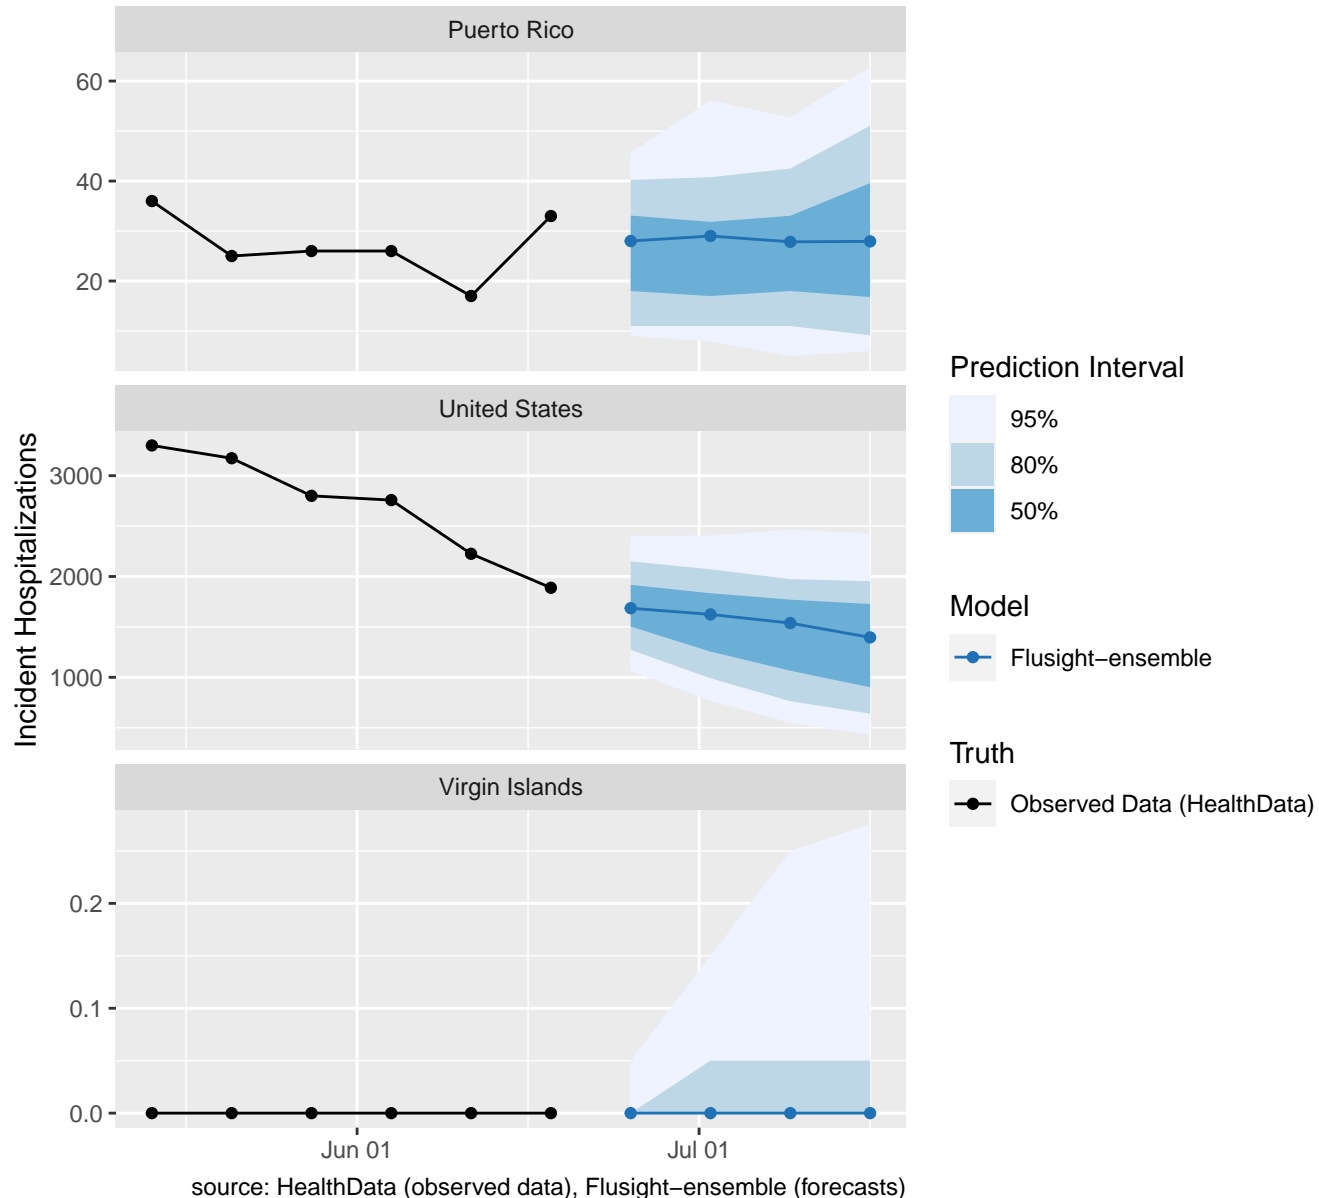 Puerto Rico
60
40
20
United States
3000
2000
1000
Virgin Islands
0.2
0.1
0.0
Jun 01
Jul 01
Incident Hospitalizations
source: HealthData (observed data), Flusight−ensemble (forecasts)
Prediction Interval
95%
80%
50%
Model
Flusight−ensemble
Truth
Observed Data (HealthData)